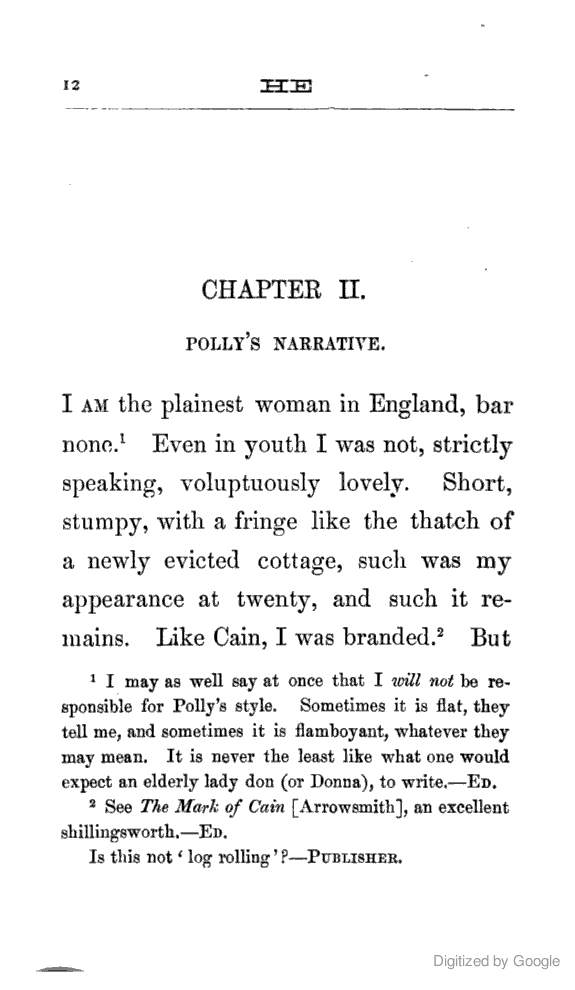 12 HE
CHAPTER II.
POLLY'S NARRATIVE.
I AM the plainest woman in England, bar
none.¹ Even in youth I was not, strictly
speaking, voluptuously lovely. Short,
stumpy, with a fringe like the thatch of
a newly evicted cottage, such was my
appearance at twenty, and such it re-
mains. Like Cain, I was branded.² But
¹ I may as well say at once that I will not be re-
sponsible for Polly's style. Sometimes it is flat, they
tell me, and sometimes it is flamboyant, whatever they
may mean. It is never the least like what one would
expect an elderly lady don (or Donna), to write.—ED.
² See The Mark of Cain [Arrowsmith], an excellent
shillingsworth.—ED.
Is this not ‘log rolling’?—PUBLISHER.
Digitized by Google